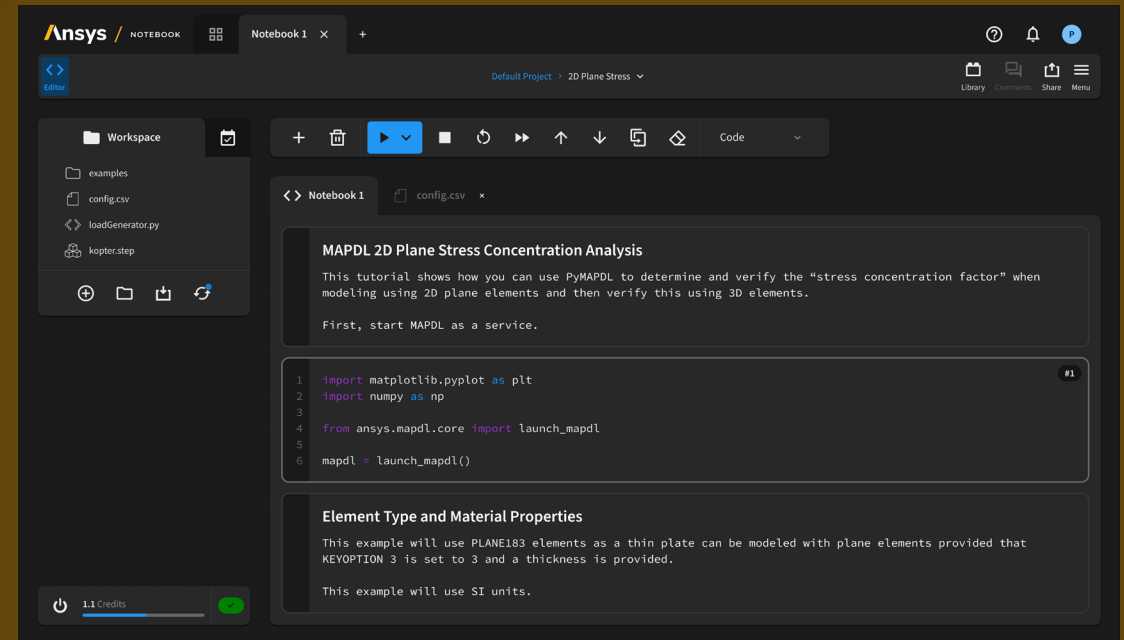 Ansys / NOTEBOOK
Notebook 1 × +
P
Editor
Default Project > 2D Plane Stress
Library Comments Share Menu
Workspace
examples
config.csv
loadGenerator.py
kopter.step
Code
Notebook 1
config.csv ×
MAPDL 2D Plane Stress Concentration Analysis
This tutorial shows how you can use PyMAPDL to determine and verify the “stress concentration factor” when
modeling using 2D plane elements and then verify this using 3D elements.
First, start MAPDL as a service.
#1
1 import matplotlib.pyplot as plt
2 import numpy as np
3
4 from ansys.mapdl.core import launch_mapdl
5
6 mapdl = launch_mapdl()
Element Type and Material Properties
This example will use PLANE183 elements as a thin plate can be modeled with plane elements provided that
KEYOPTION 3 is set to 3 and a thickness is provided.
This example will use SI units.
1.1 Credits